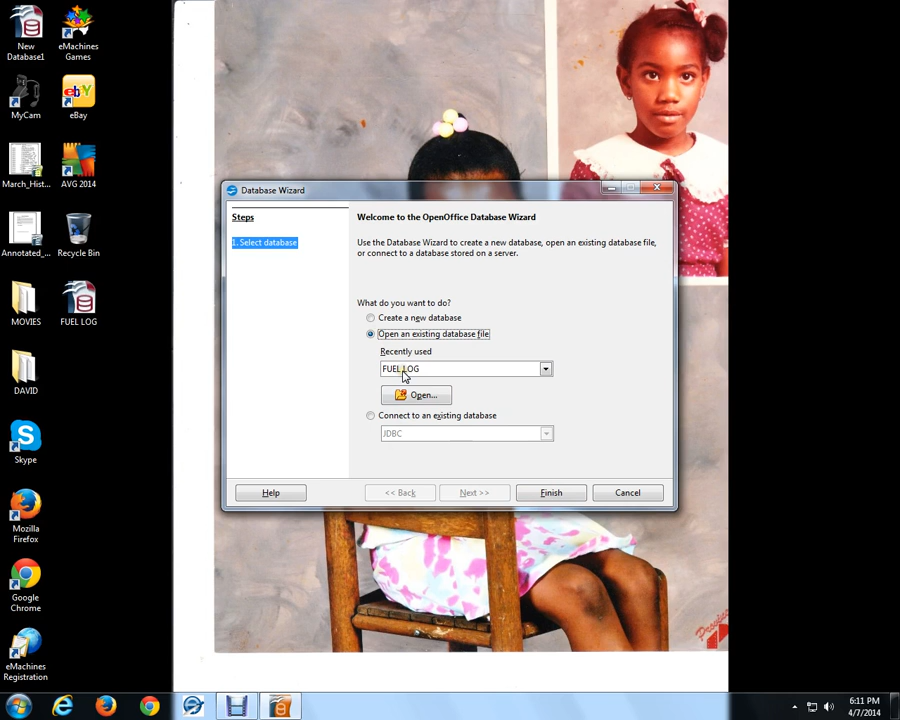 New
Database1
eMachines
Games
MyCam
eBay
March_Hist...
AVG 2014
Annotated_...
Recycle Bin
MOVIES
FUEL LOG
DAVID
Skype
Mozilla
Firefox
Google
Chrome
eMachines
Registration
Database Wizard
Steps
1. Select database
Welcome to the OpenOffice Database Wizard
Use the Database Wizard to create a new database, open an existing database file,
or connect to a database stored on a server.
What do you want to do?
Create a new database
Open an existing database file
Recently used
FUEL LOG
Open...
Connect to an existing database
JDBC
Help
<< Back
Next >>
Finish
Cancel
6:11 PM
4/7/2014